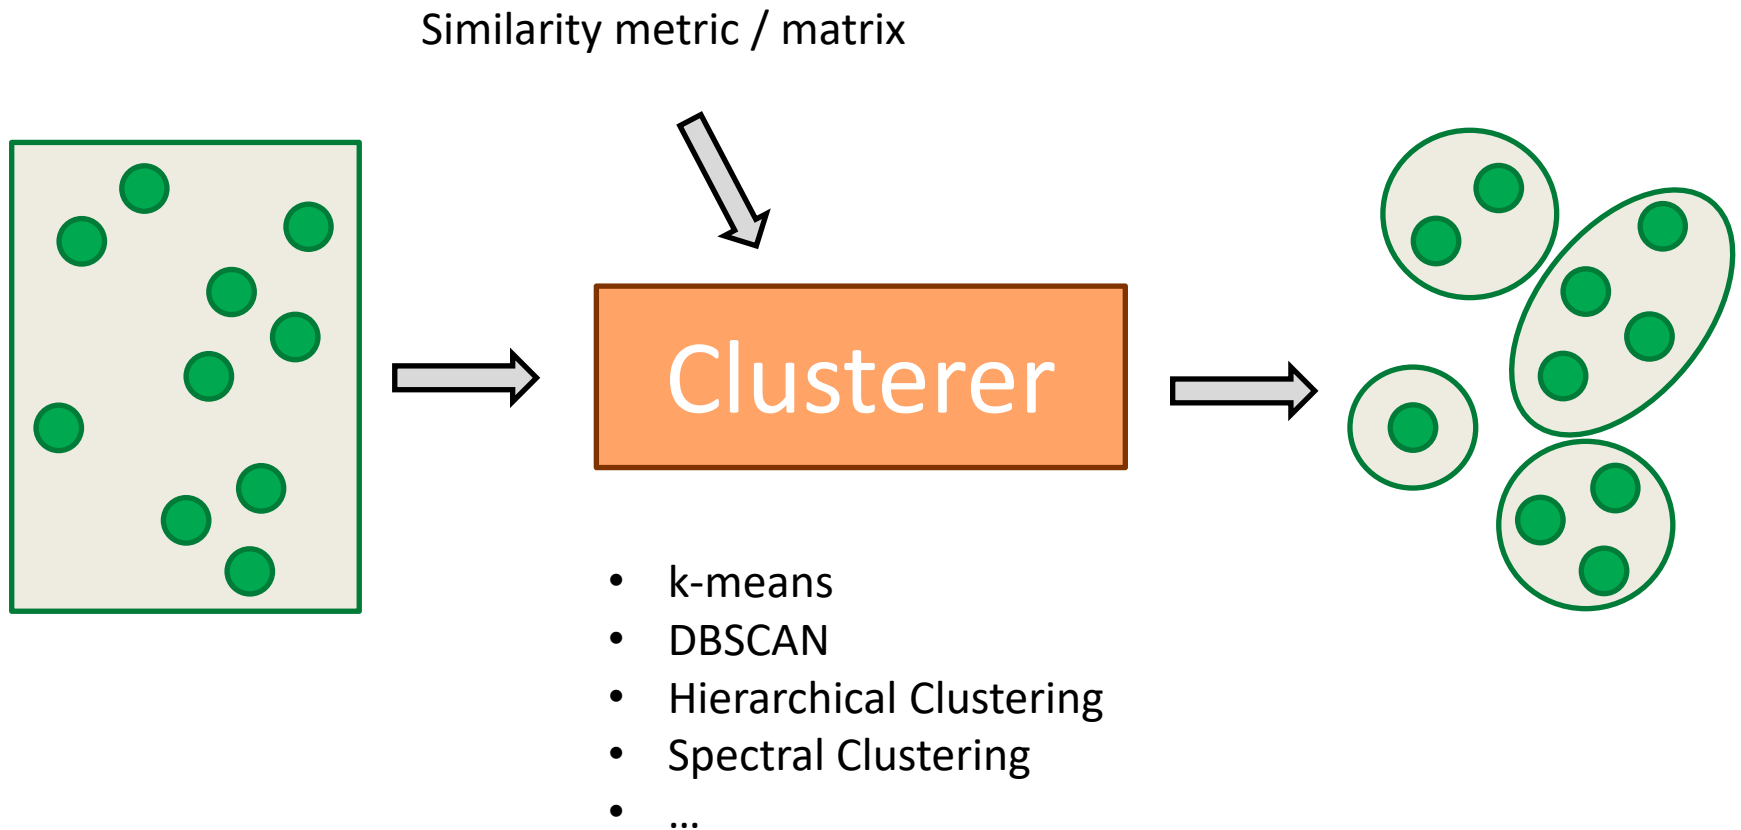 Similarity metric / matrix
Clusterer
• k-means
• DBSCAN
• Hierarchical Clustering
• Spectral Clustering
• ...